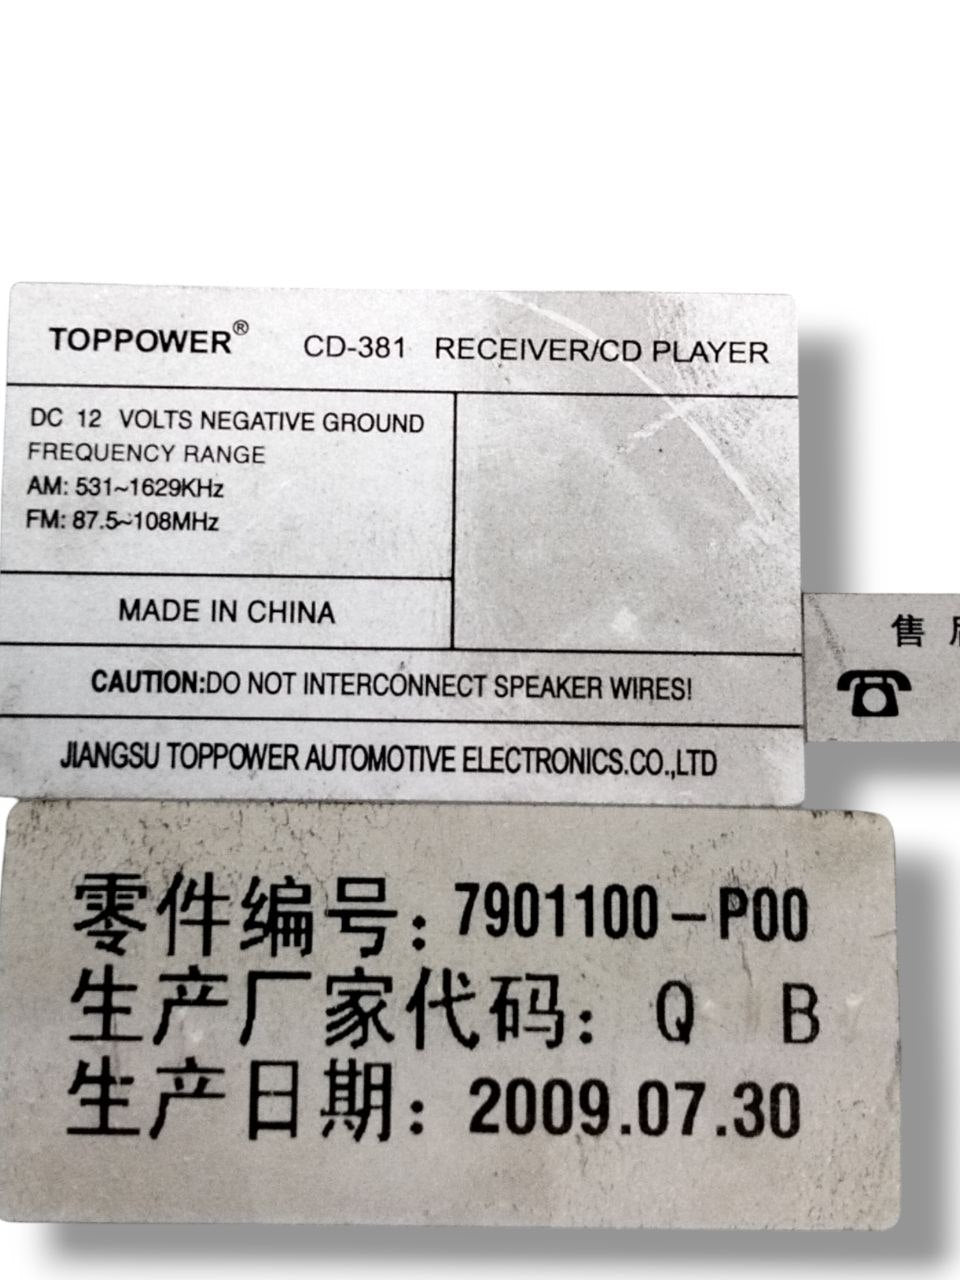 TOPPOWER® CD-381 RECEIVER/CD PLAYER
DC 12 VOLTS NEGATIVE GROUND
FREQUENCY RANGE
AM: 531~1629KHz
FM: 87.5~108MHz
MADE IN CHINA
CAUTION:DO NOT INTERCONNECT SPEAKER WIRES!
JIANGSU TOPPOWER AUTOMOTIVE ELECTRONICS.CO.,LTD
售
零件编号：7901100-P00
生产厂家代码： Q B
生产日期：2009.07.30